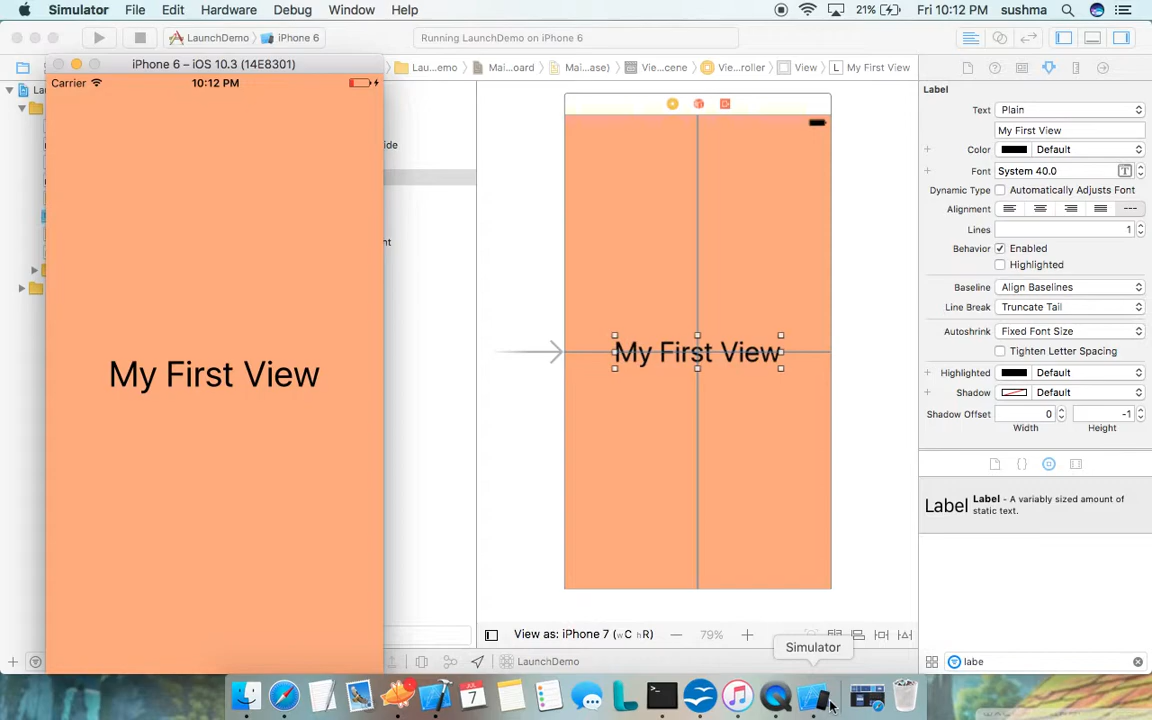 Simulator File Edit Hardware Debug Window Help 21% Fri 10:12 PM sushma
LaunchDemo iPhone 6 Running LaunchDemo on iPhone 6
iPhone 6 – iOS 10.3 (14E8301) Lau...emo Mai...oard Mai...ase) Vie...cene Vie...roller View L My First View
Carrier 10:12 PM
Label
Text Plain
My First View
Color Default
Font System 40.0 T
Dynamic Type Automatically Adjusts Font
Alignment
Lines 1
Behavior Enabled
Highlighted
Baseline Align Baselines
Line Break Truncate Tail
Autoshrink Fixed Font Size
Tighten Letter Spacing
Highlighted Default
Shadow Default
Shadow Offset 0 -1
Width Height
ide
nt
My First View
My First View
Label Label - A variably sized amount of
static text.
View as: iPhone 7 (wC hR) 79%
Simulator
LaunchDemo
labe
JUL
7